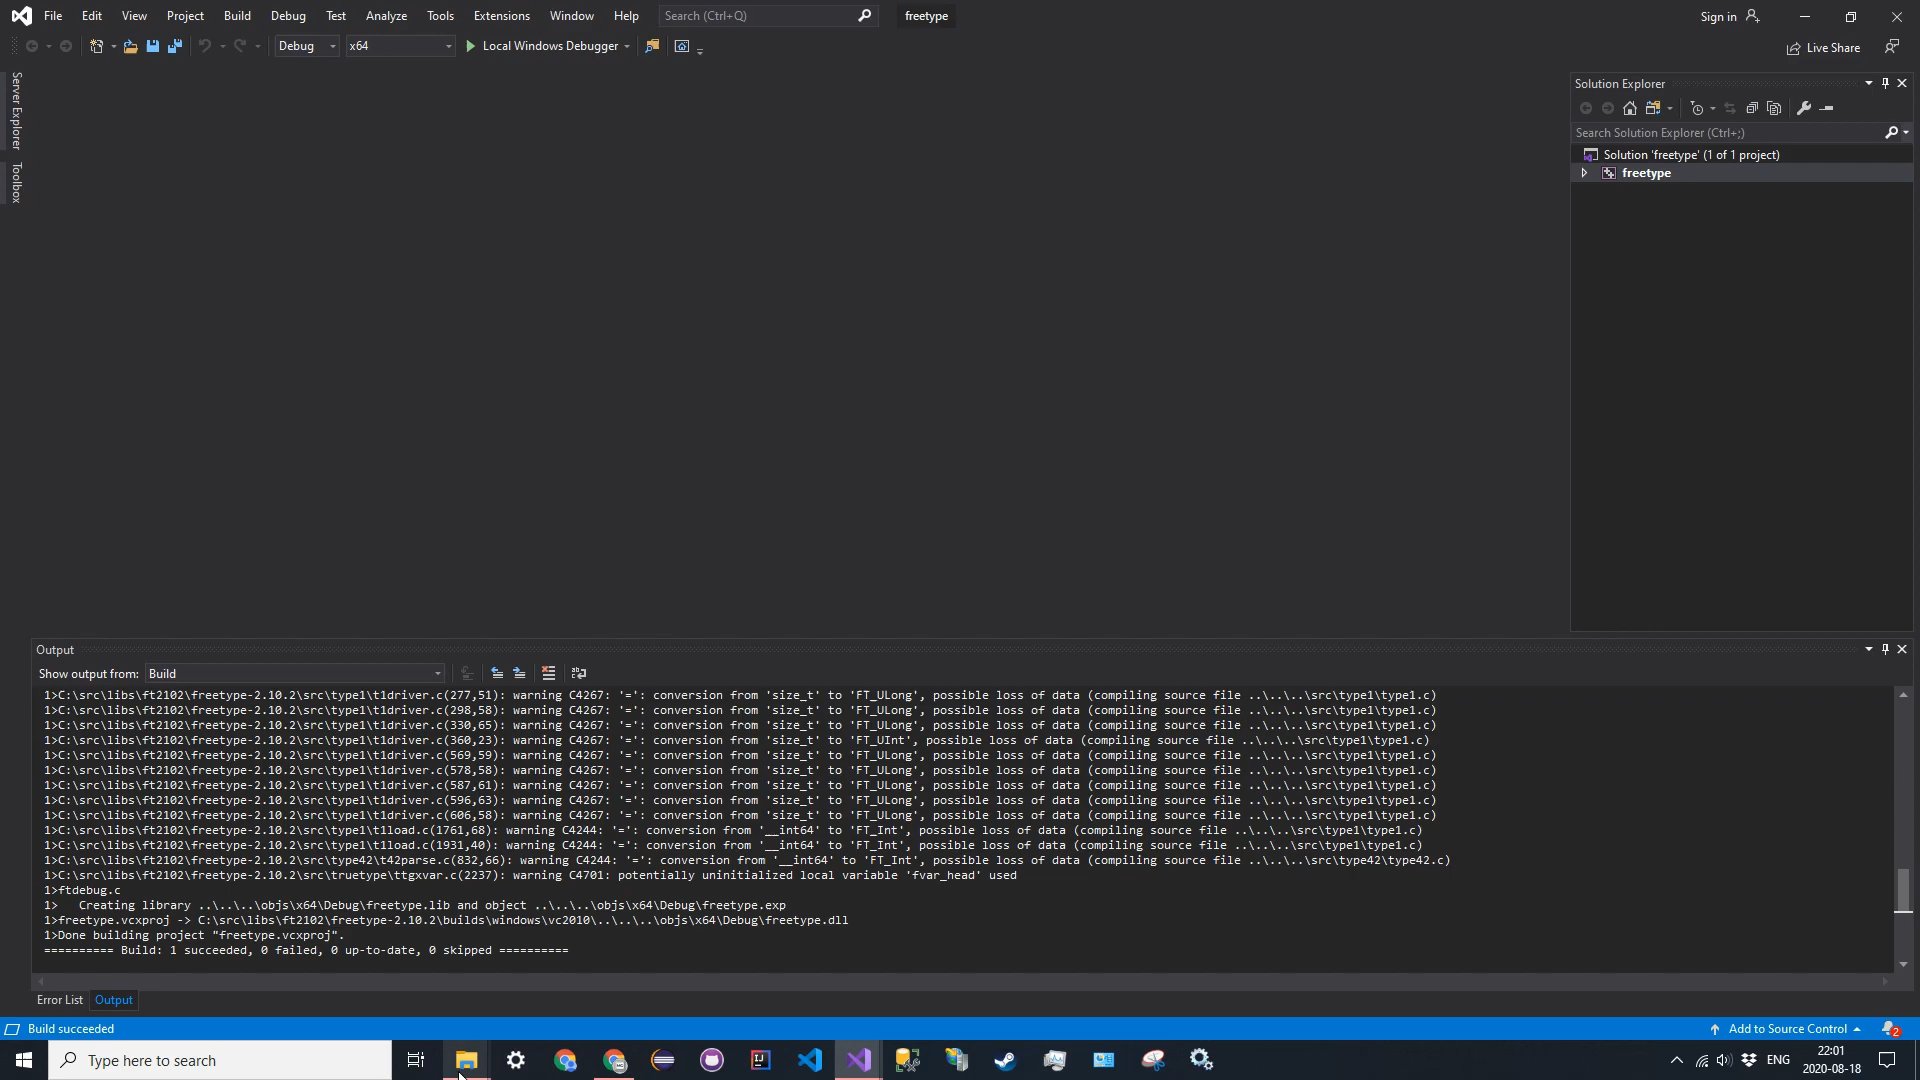 File Edit View Project Build Debug Test Analyze Tools Extensions Window Help Search (Ctrl+Q) freetype Sign in
Debug x64 Local Windows Debugger Live Share
Server Explorer
Toolbox
Solution Explorer
Search Solution Explorer (Ctrl+;)
Solution 'freetype' (1 of 1 project)
freetype
Output
Show output from: Build
1>C:\src\libs\ft2102\freetype-2.10.2\src\type1\t1driver.c(277,51): warning C4267: '=': conversion from 'size_t' to 'FT_ULong', possible loss of data (compiling source file ..\..\..\src\type1\type1.c)
1>C:\src\libs\ft2102\freetype-2.10.2\src\type1\t1driver.c(298,58): warning C4267: '=': conversion from 'size_t' to 'FT_ULong', possible loss of data (compiling source file ..\..\..\src\type1\type1.c)
1>C:\src\libs\ft2102\freetype-2.10.2\src\type1\t1driver.c(330,65): warning C4267: '=': conversion from 'size_t' to 'FT_ULong', possible loss of data (compiling source file ..\..\..\src\type1\type1.c)
1>C:\src\libs\ft2102\freetype-2.10.2\src\type1\t1driver.c(360,23): warning C4267: '=': conversion from 'size_t' to 'FT_UInt', possible loss of data (compiling source file ..\..\..\src\type1\type1.c)
1>C:\src\libs\ft2102\freetype-2.10.2\src\type1\t1driver.c(569,59): warning C4267: '=': conversion from 'size_t' to 'FT_ULong', possible loss of data (compiling source file ..\..\..\src\type1\type1.c)
1>C:\src\libs\ft2102\freetype-2.10.2\src\type1\t1driver.c(578,58): warning C4267: '=': conversion from 'size_t' to 'FT_ULong', possible loss of data (compiling source file ..\..\..\src\type1\type1.c)
1>C:\src\libs\ft2102\freetype-2.10.2\src\type1\t1driver.c(587,61): warning C4267: '=': conversion from 'size_t' to 'FT_ULong', possible loss of data (compiling source file ..\..\..\src\type1\type1.c)
1>C:\src\libs\ft2102\freetype-2.10.2\src\type1\t1driver.c(596,63): warning C4267: '=': conversion from 'size_t' to 'FT_ULong', possible loss of data (compiling source file ..\..\..\src\type1\type1.c)
1>C:\src\libs\ft2102\freetype-2.10.2\src\type1\t1driver.c(606,58): warning C4267: '=': conversion from 'size_t' to 'FT_ULong', possible loss of data (compiling source file ..\..\..\src\type1\type1.c)
1>C:\src\libs\ft2102\freetype-2.10.2\src\type1\t1load.c(1761,68): warning C4244: '=': conversion from '__int64' to 'FT_Int', possible loss of data (compiling source file ..\..\..\src\type1\type1.c)
1>C:\src\libs\ft2102\freetype-2.10.2\src\type1\t1load.c(1931,40): warning C4244: '=': conversion from '__int64' to 'FT_Int', possible loss of data (compiling source file ..\..\..\src\type1\type1.c)
1>C:\src\libs\ft2102\freetype-2.10.2\src\type42\t42parse.c(832,66): warning C4244: '=': conversion from '__int64' to 'FT_Int', possible loss of data (compiling source file ..\..\..\src\type42\type42.c)
1>C:\src\libs\ft2102\freetype-2.10.2\src\truetype\ttgxvar.c(2237): warning C4701: potentially uninitialized local variable 'fvar_head' used
1>ftdebug.c
1>   Creating library ..\..\..\objs\x64\Debug\freetype.lib and object ..\..\..\objs\x64\Debug\freetype.exp
1>freetype.vcxproj -> C:\src\libs\ft2102\freetype-2.10.2\builds\windows\vc2010\..\..\..\objs\x64\Debug\freetype.dll
1>Done building project "freetype.vcxproj".
========== Build: 1 succeeded, 0 failed, 0 up-to-date, 0 skipped ==========
Error List Output
Build succeeded Add to Source Control 2
Type here to search ENG 22:01
2020-08-18